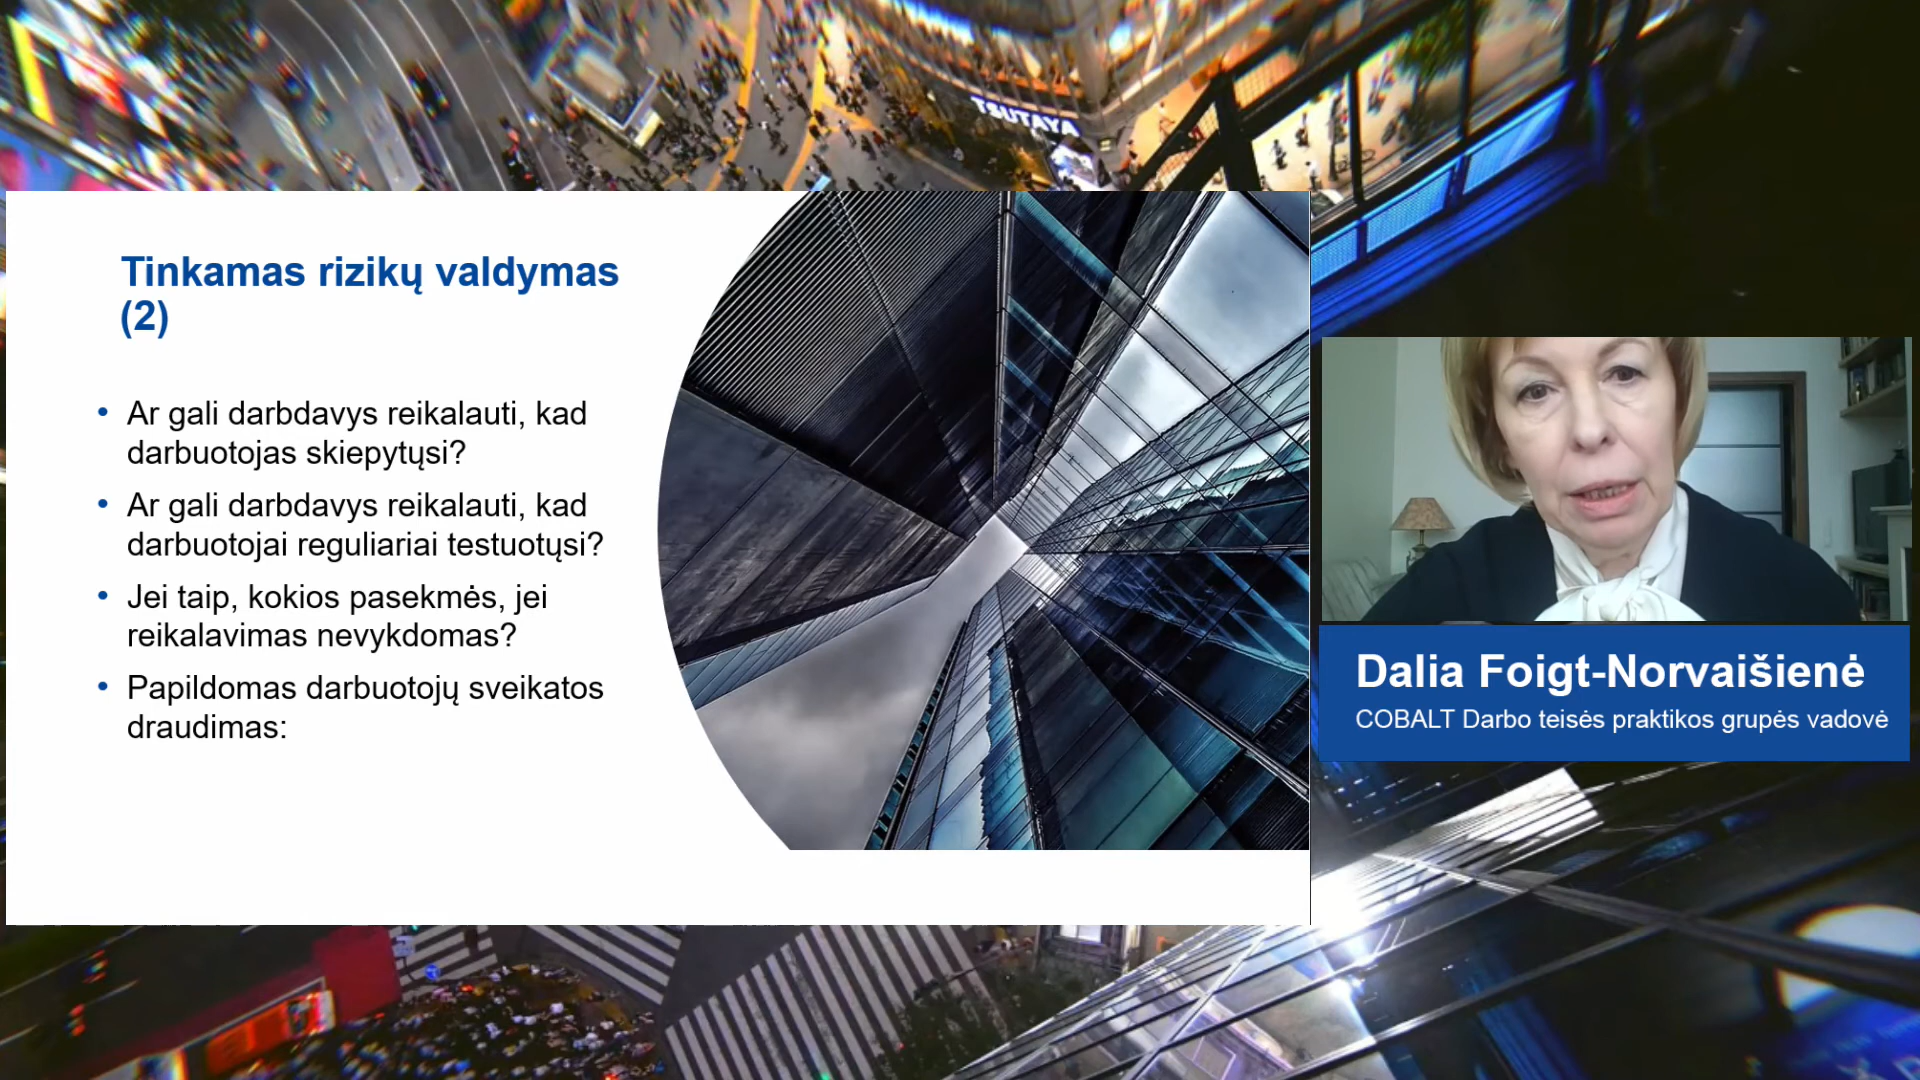 TSUTAYA
Tinkamas rizikų valdymas
(2)
• Ar gali darbdavys reikalauti, kad
darbuotojas skiepytųsi?
• Ar gali darbdavys reikalauti, kad
darbuotojai reguliariai testuotųsi?
• Jei taip, kokios pasekmės, jei
reikalavimas nevykdomas?
• Papildomas darbuotojų sveikatos
draudimas:
Dalia Foigt-Norvaišienė
COBALT Darbo teisės praktikos grupės vadovė